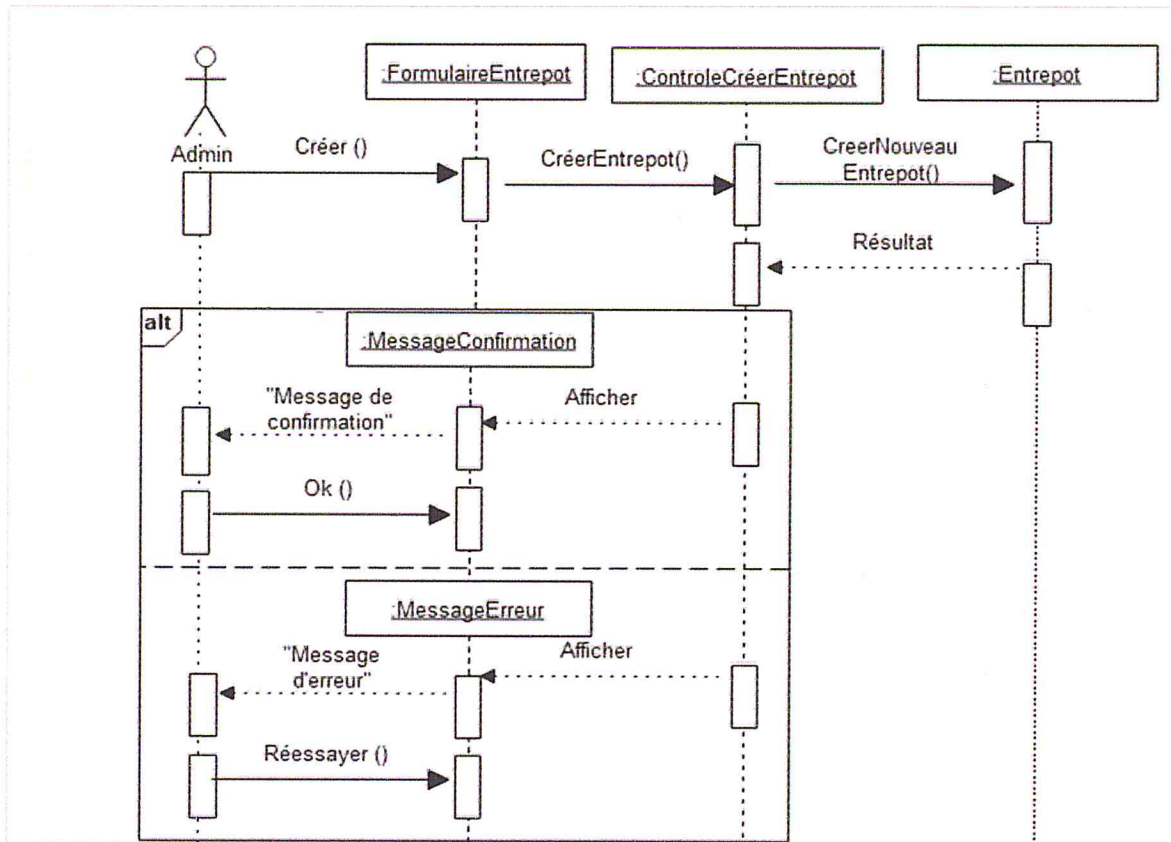 :FormulaireEntrepot
:ControleCréerEntrepot
:Entrepot
Admin
Créer ()
CréerEntrepot()
CreerNouveau
Entrepot()
Résultat
alt
:MessageConfirmation
"Message de
confirmation"
Afficher
Ok ()
:MessageErreur
"Message
d'erreur"
Afficher
Réessayer ()